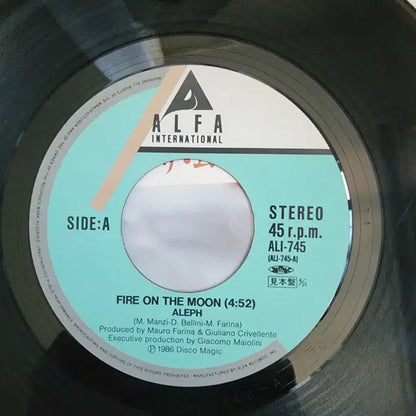 ALFA
INTERNATIONAL
SIDE:A
STEREO
45 r.p.m.
ALI-745
(ALI-745-A)
見本盤
FIRE ON THE MOON (4:52)
ALEPH
(M. Manzi-D. Bellini-M. Farina)
Produced by Mauro Farina & Giuliano Crivellente
Executive production by Giacomo Maiolini
Ⓟ 1986 Disco Magic